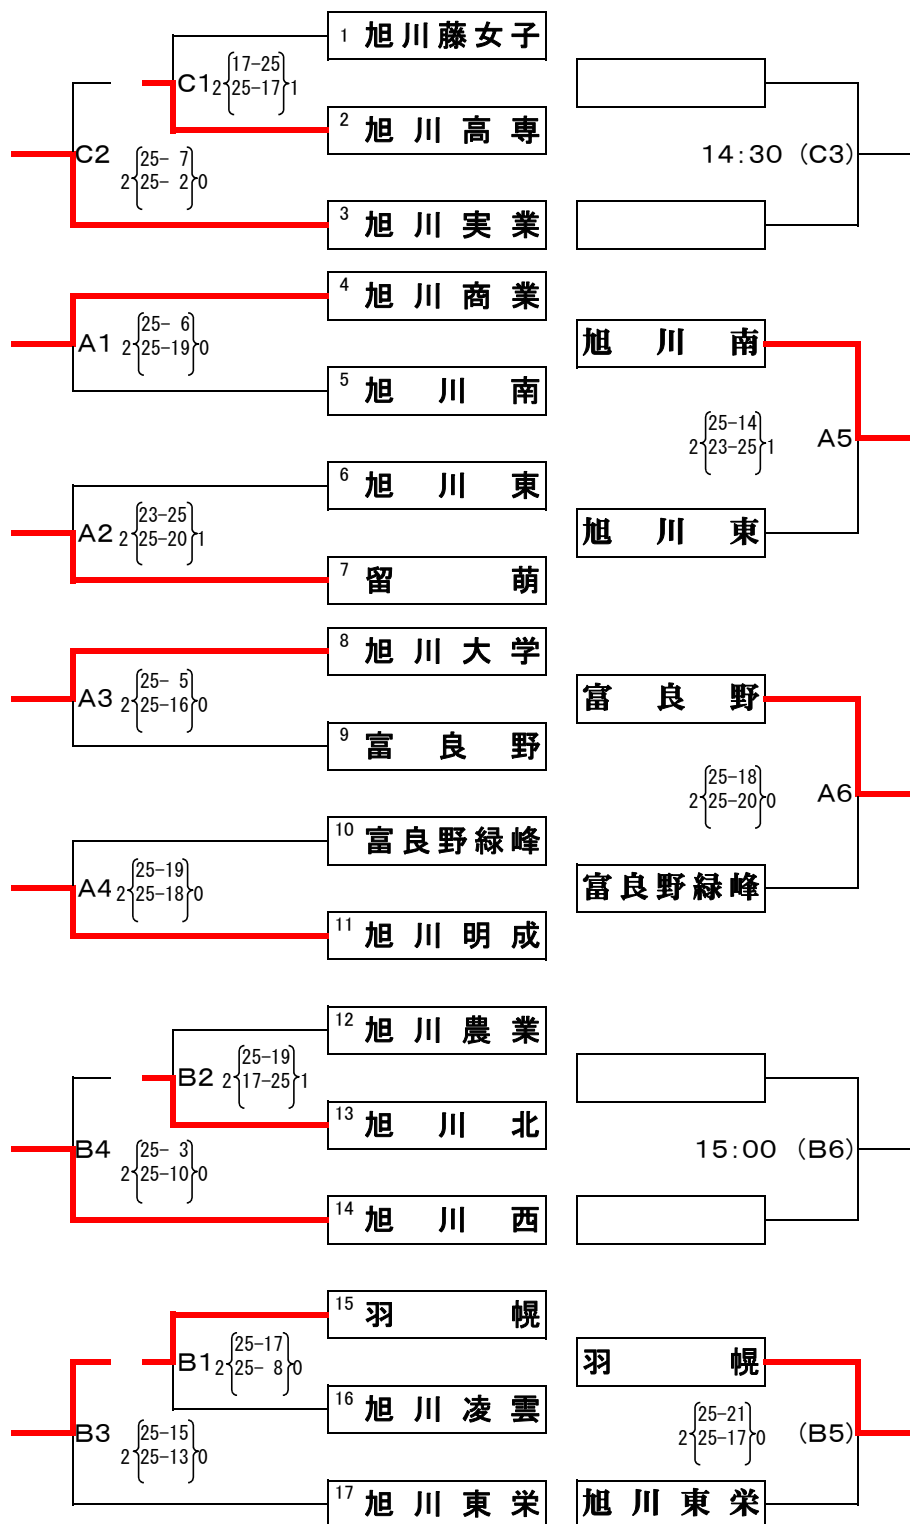 1 旭川藤女子
C1 2 17-25 25-17 1
2 旭川高専
14:30 (C3)
C2 2 25- 7 25- 2 0
3 旭川実業
4 旭川商業
A1 2 25- 6 25-19 0
旭川南
5 旭川南
2 25-14 23-25 1 A5
6 旭川東
A2 2 23-25 25-20 1
旭川東
7 留萌
8 旭川大学
A3 2 25- 5 25-16 0
富良野
9 富良野
2 25-18 25-20 0 A6
10 富良野緑峰
A4 2 25-19 25-18 0
富良野緑峰
11 旭川明成
12 旭川農業
B2 2 25-19 17-25 1
13 旭川北
B4 2 25- 3 25-10 0
15:00 (B6)
14 旭川西
15 羽幌
B1 2 25-17 25- 8 0
羽幌
16 旭川凌雲
B3 2 25-15 25-13 0
2 25-21 25-17 0 (B5)
17 旭川東栄
旭川東栄